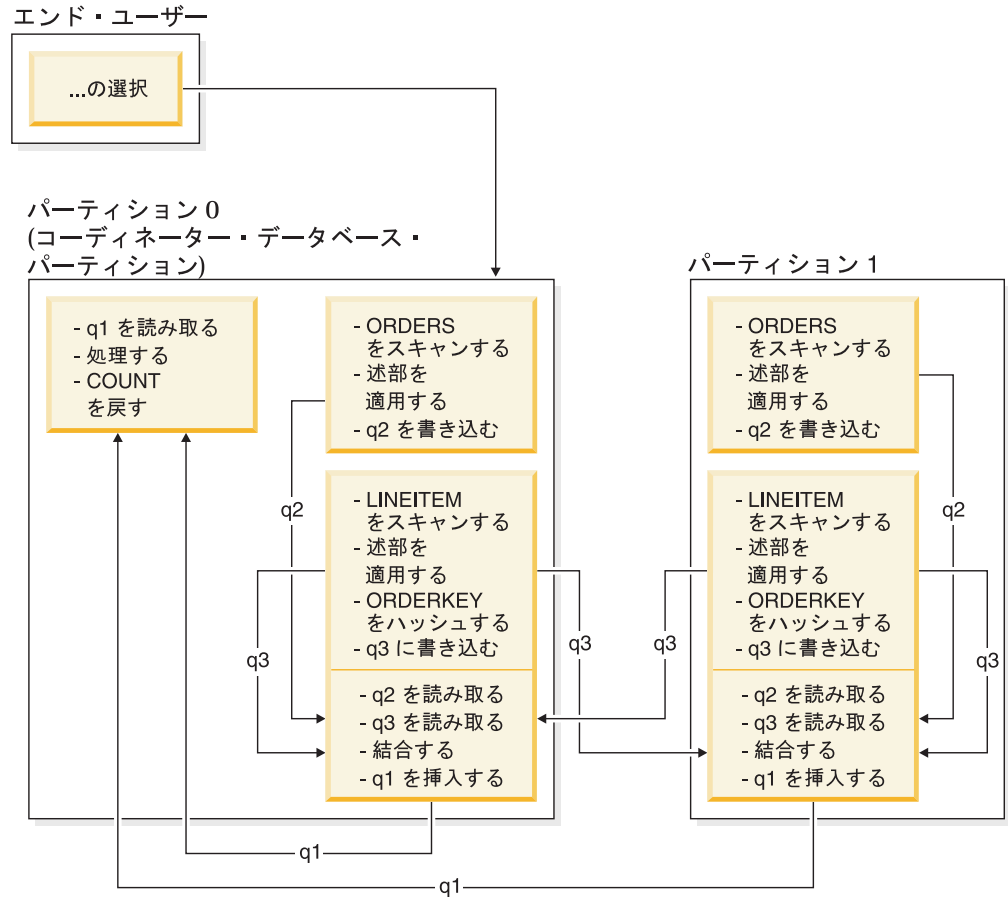 エンド・ユーザー
...の選択
パーティション 0
(コーディネーター・データベース・
パーティション)
- q1 を読み取る
- 処理する
- COUNT
を戻す
- ORDERS
をスキャンする
- 述部を
適用する
- q2 を書き込む
q2
- LINEITEM
をスキャンする
- 述部を
適用する
- ORDERKEY
をハッシュする
- q3 に書き込む
q3
- q2 を読み取る
- q3 を読み取る
- 結合する
- q1 を挿入する
q3
q3
パーティション 1
- ORDERS
をスキャンする
- 述部を
適用する
- q2 を書き込む
q2
- LINEITEM
をスキャンする
- 述部を
適用する
- ORDERKEY
をハッシュする
- q3 に書き込む
q3
- q2 を読み取る
- q3 を読み取る
- 結合する
- q1 を挿入する
q1
q1